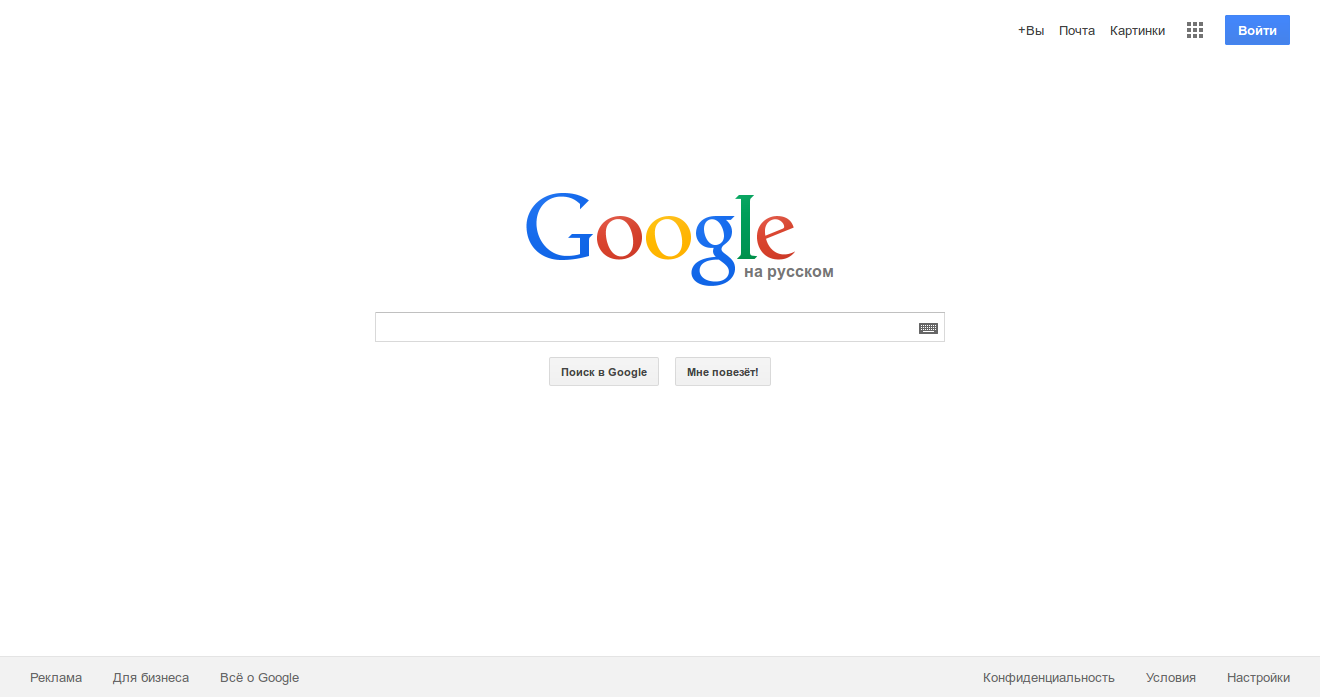 +Вы Почта Картинки Войти
Google
на русском
Поиск в Google Мне повезёт!
Реклама Для бизнеса Всё о Google Конфиденциальность Условия Настройки